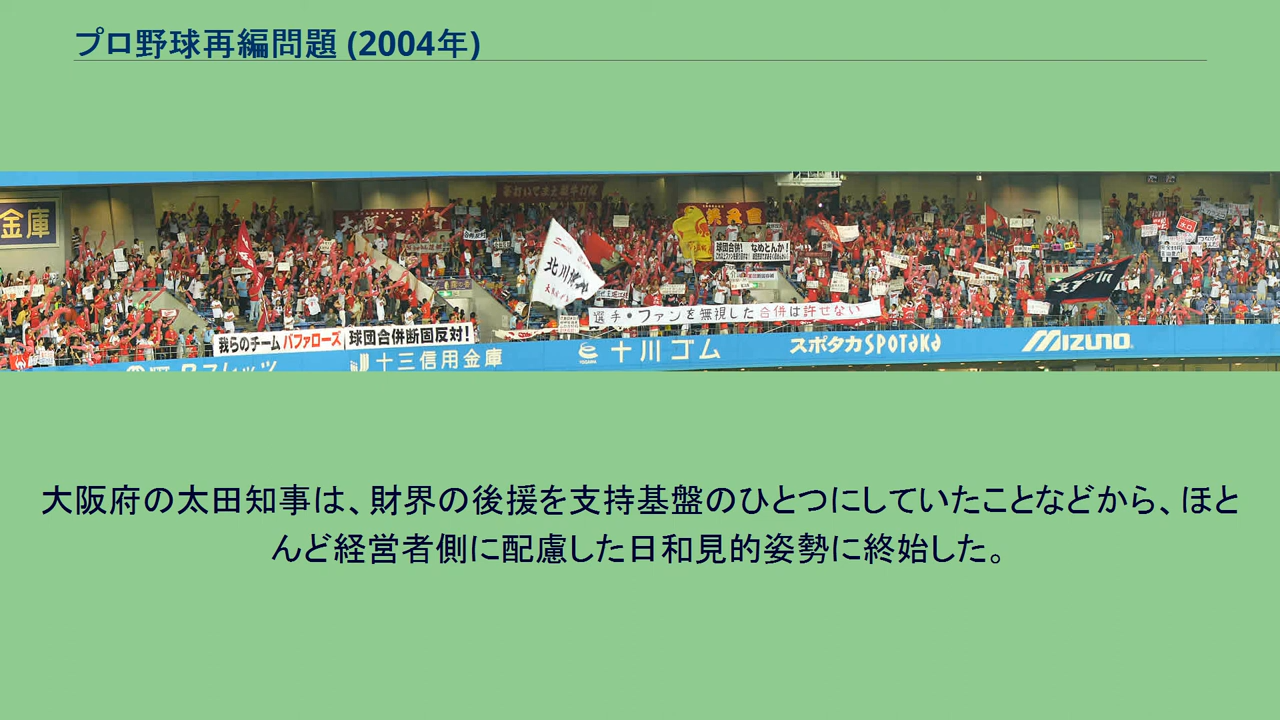 プロ野球再編問題 (2004年)
金庫
北川博
球団合併! なめとんか!
選手・ファンを無視した合併は許せない
我らのチーム バファローズ 球団合併断固反対!
十三信用金庫
十川ゴム
スポタカSPOTAKA
MIZUNO
大阪府の太田知事は、財界の後援を支持基盤のひとつにしていたことなどから、ほと
んど経営者側に配慮した日和見的姿勢に終始した。